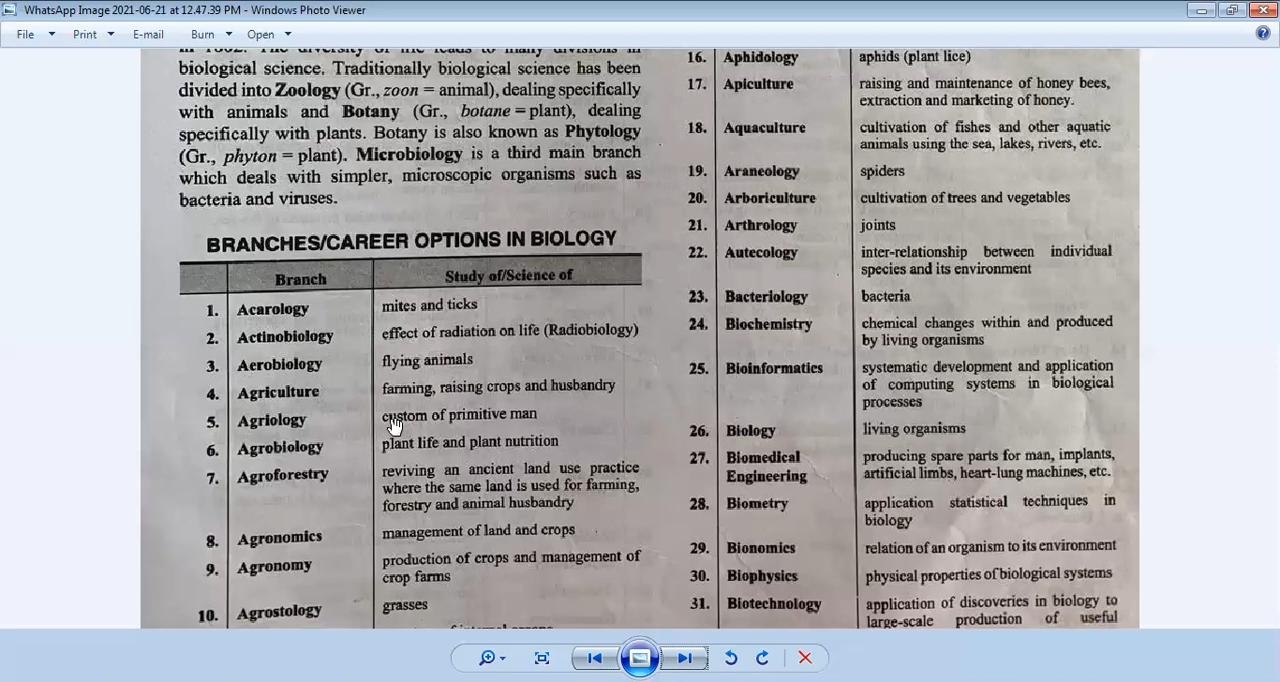 WhatsApp Image 2021-06-21 at 12.47.39 PM - Windows Photo Viewer
File Print E-mail Burn Open
biological science. Traditionally biological science has been
divided into Zoology (Gr., zoon = animal), dealing specifically
with animals and Botany (Gr., botane = plant), dealing
specifically with plants. Botany is also known as Phytology
(Gr., phyton = plant). Microbiology is a third main branch
which deals with simpler, microscopic organisms such as
bacteria and viruses.
BRANCHES/CAREER OPTIONS IN BIOLOGY
Branch Study of/Science of
1. Acarology mites and ticks
2. Actinobiology effect of radiation on life (Radiobiology)
3. Aerobiology flying animals
4. Agriculture farming, raising crops and husbandry
5. Agriology custom of primitive man
6. Agrobiology plant life and plant nutrition
7. Agroforestry reviving an ancient land use practice
where the same land is used for farming,
forestry and animal husbandry
8. Agronomics management of land and crops
9. Agronomy production of crops and management of
crop farms
10. Agrostology grasses
16. Aphidology aphids (plant lice)
17. Apiculture raising and maintenance of honey bees,
extraction and marketing of honey.
18. Aquaculture cultivation of fishes and other aquatic
animals using the sea, lakes, rivers, etc.
19. Araneology spiders
20. Arboriculture cultivation of trees and vegetables
21. Arthrology joints
22. Autecology inter-relationship between individual
species and its environment
23. Bacteriology bacteria
24. Biochemistry chemical changes within and produced
by living organisms
25. Bioinformatics systematic development and application
of computing systems in biological
processes
26. Biology living organisms
27. Biomedical producing spare parts for man, implants,
Engineering artificial limbs, heart-lung machines, etc.
28. Biometry application statistical techniques in
biology
29. Bionomics relation of an organism to its environment
30. Biophysics physical properties of biological systems
31. Biotechnology application of discoveries in biology to
large-scale production of useful